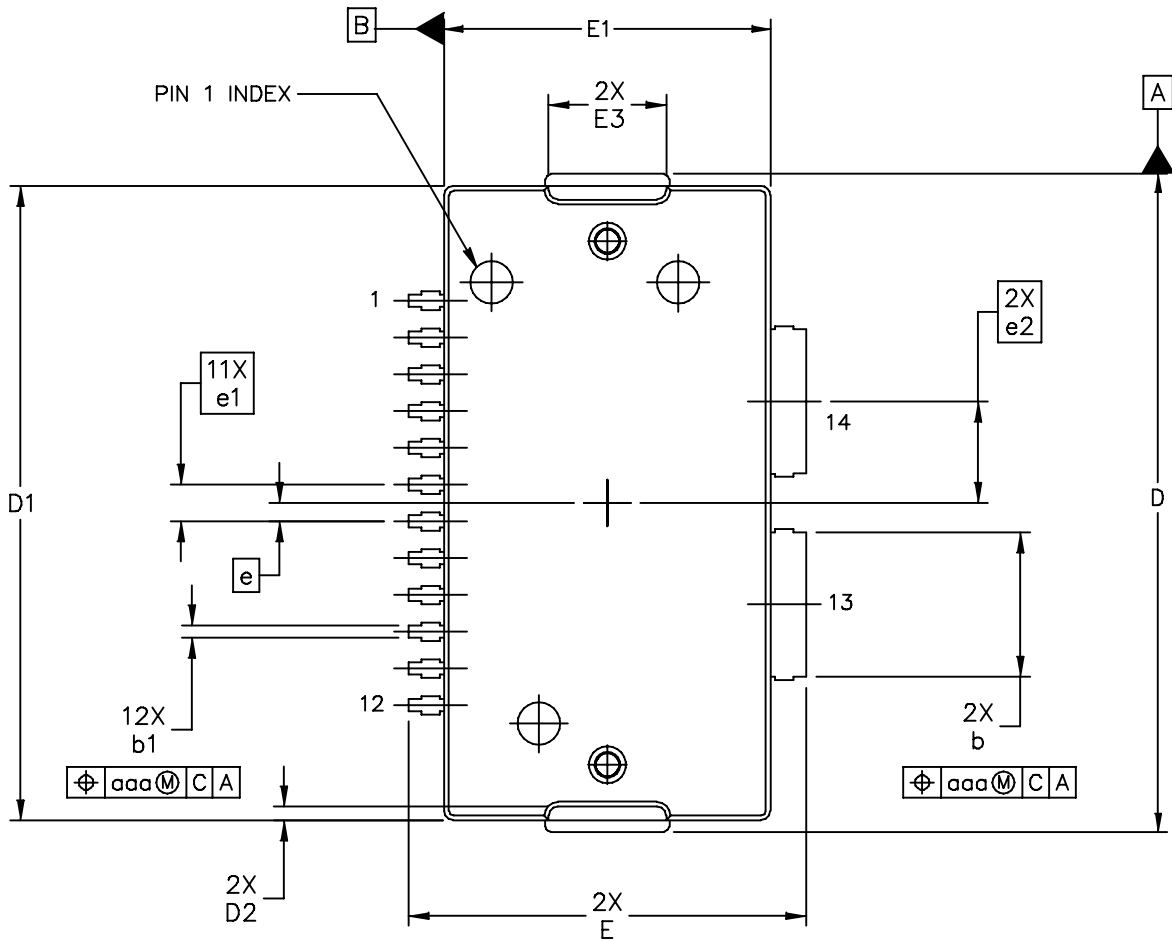 B
E1
PIN 1 INDEX
2X
E3
A
1
2X
e2
11X
e1
14
D1
D
e
13
12
12X
b1
2X
b
⌖ aaa Ⓜ C A
⌖ aaa Ⓜ C A
2X
D2
2X
E